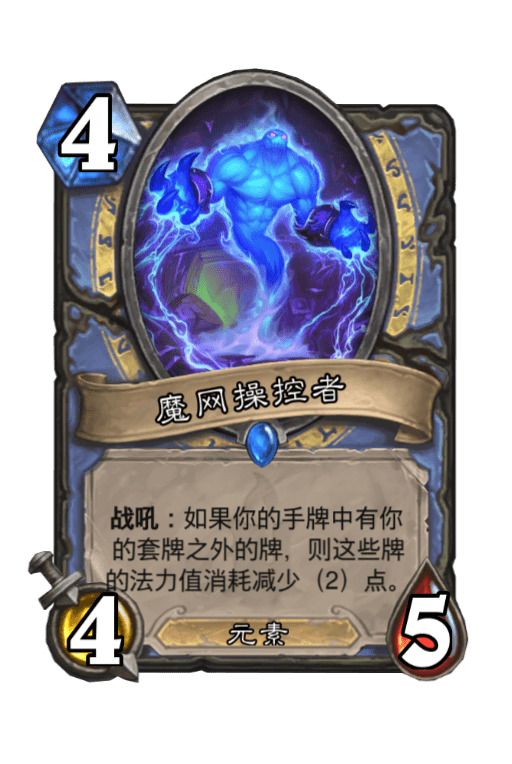 4
魔网操控者
战吼：如果你的手牌中有你
的套牌之外的牌，则这些牌
的法力值消耗减少（2）点。
4
元素
5